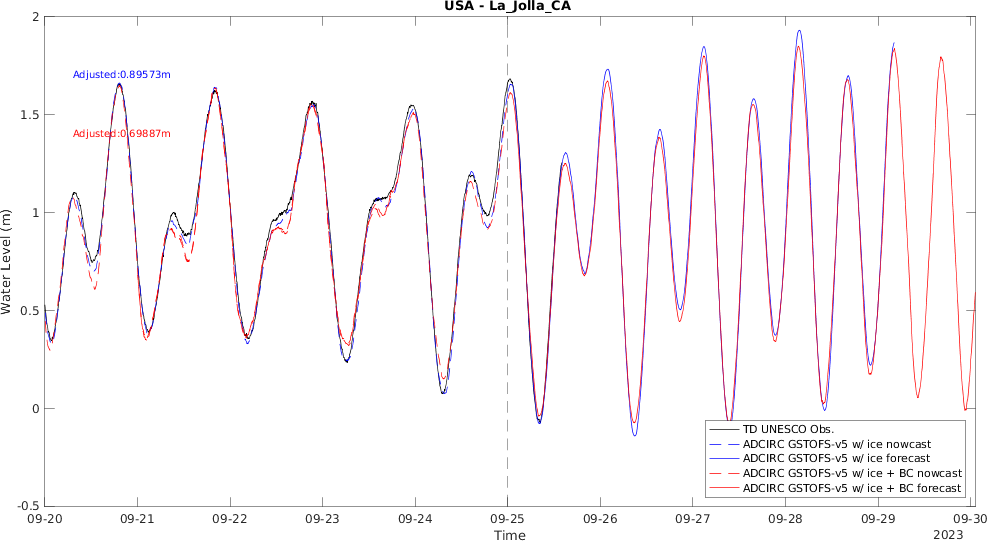 USA - La_Jolla_CA
2
Adjusted:0.89573m
1.5
Adjusted:0.69887m
1
Water Level (m)
0.5
0
TD UNESCO Obs.
ADCIRC GSTOFS-v5 w/ ice nowcast
ADCIRC GSTOFS-v5 w/ ice forecast
ADCIRC GSTOFS-v5 w/ ice + BC nowcast
ADCIRC GSTOFS-v5 w/ ice + BC forecast
-0.5
09-20 09-21 09-22 09-23 09-24 09-25 09-26 09-27 09-28 09-29 09-30
Time
2023